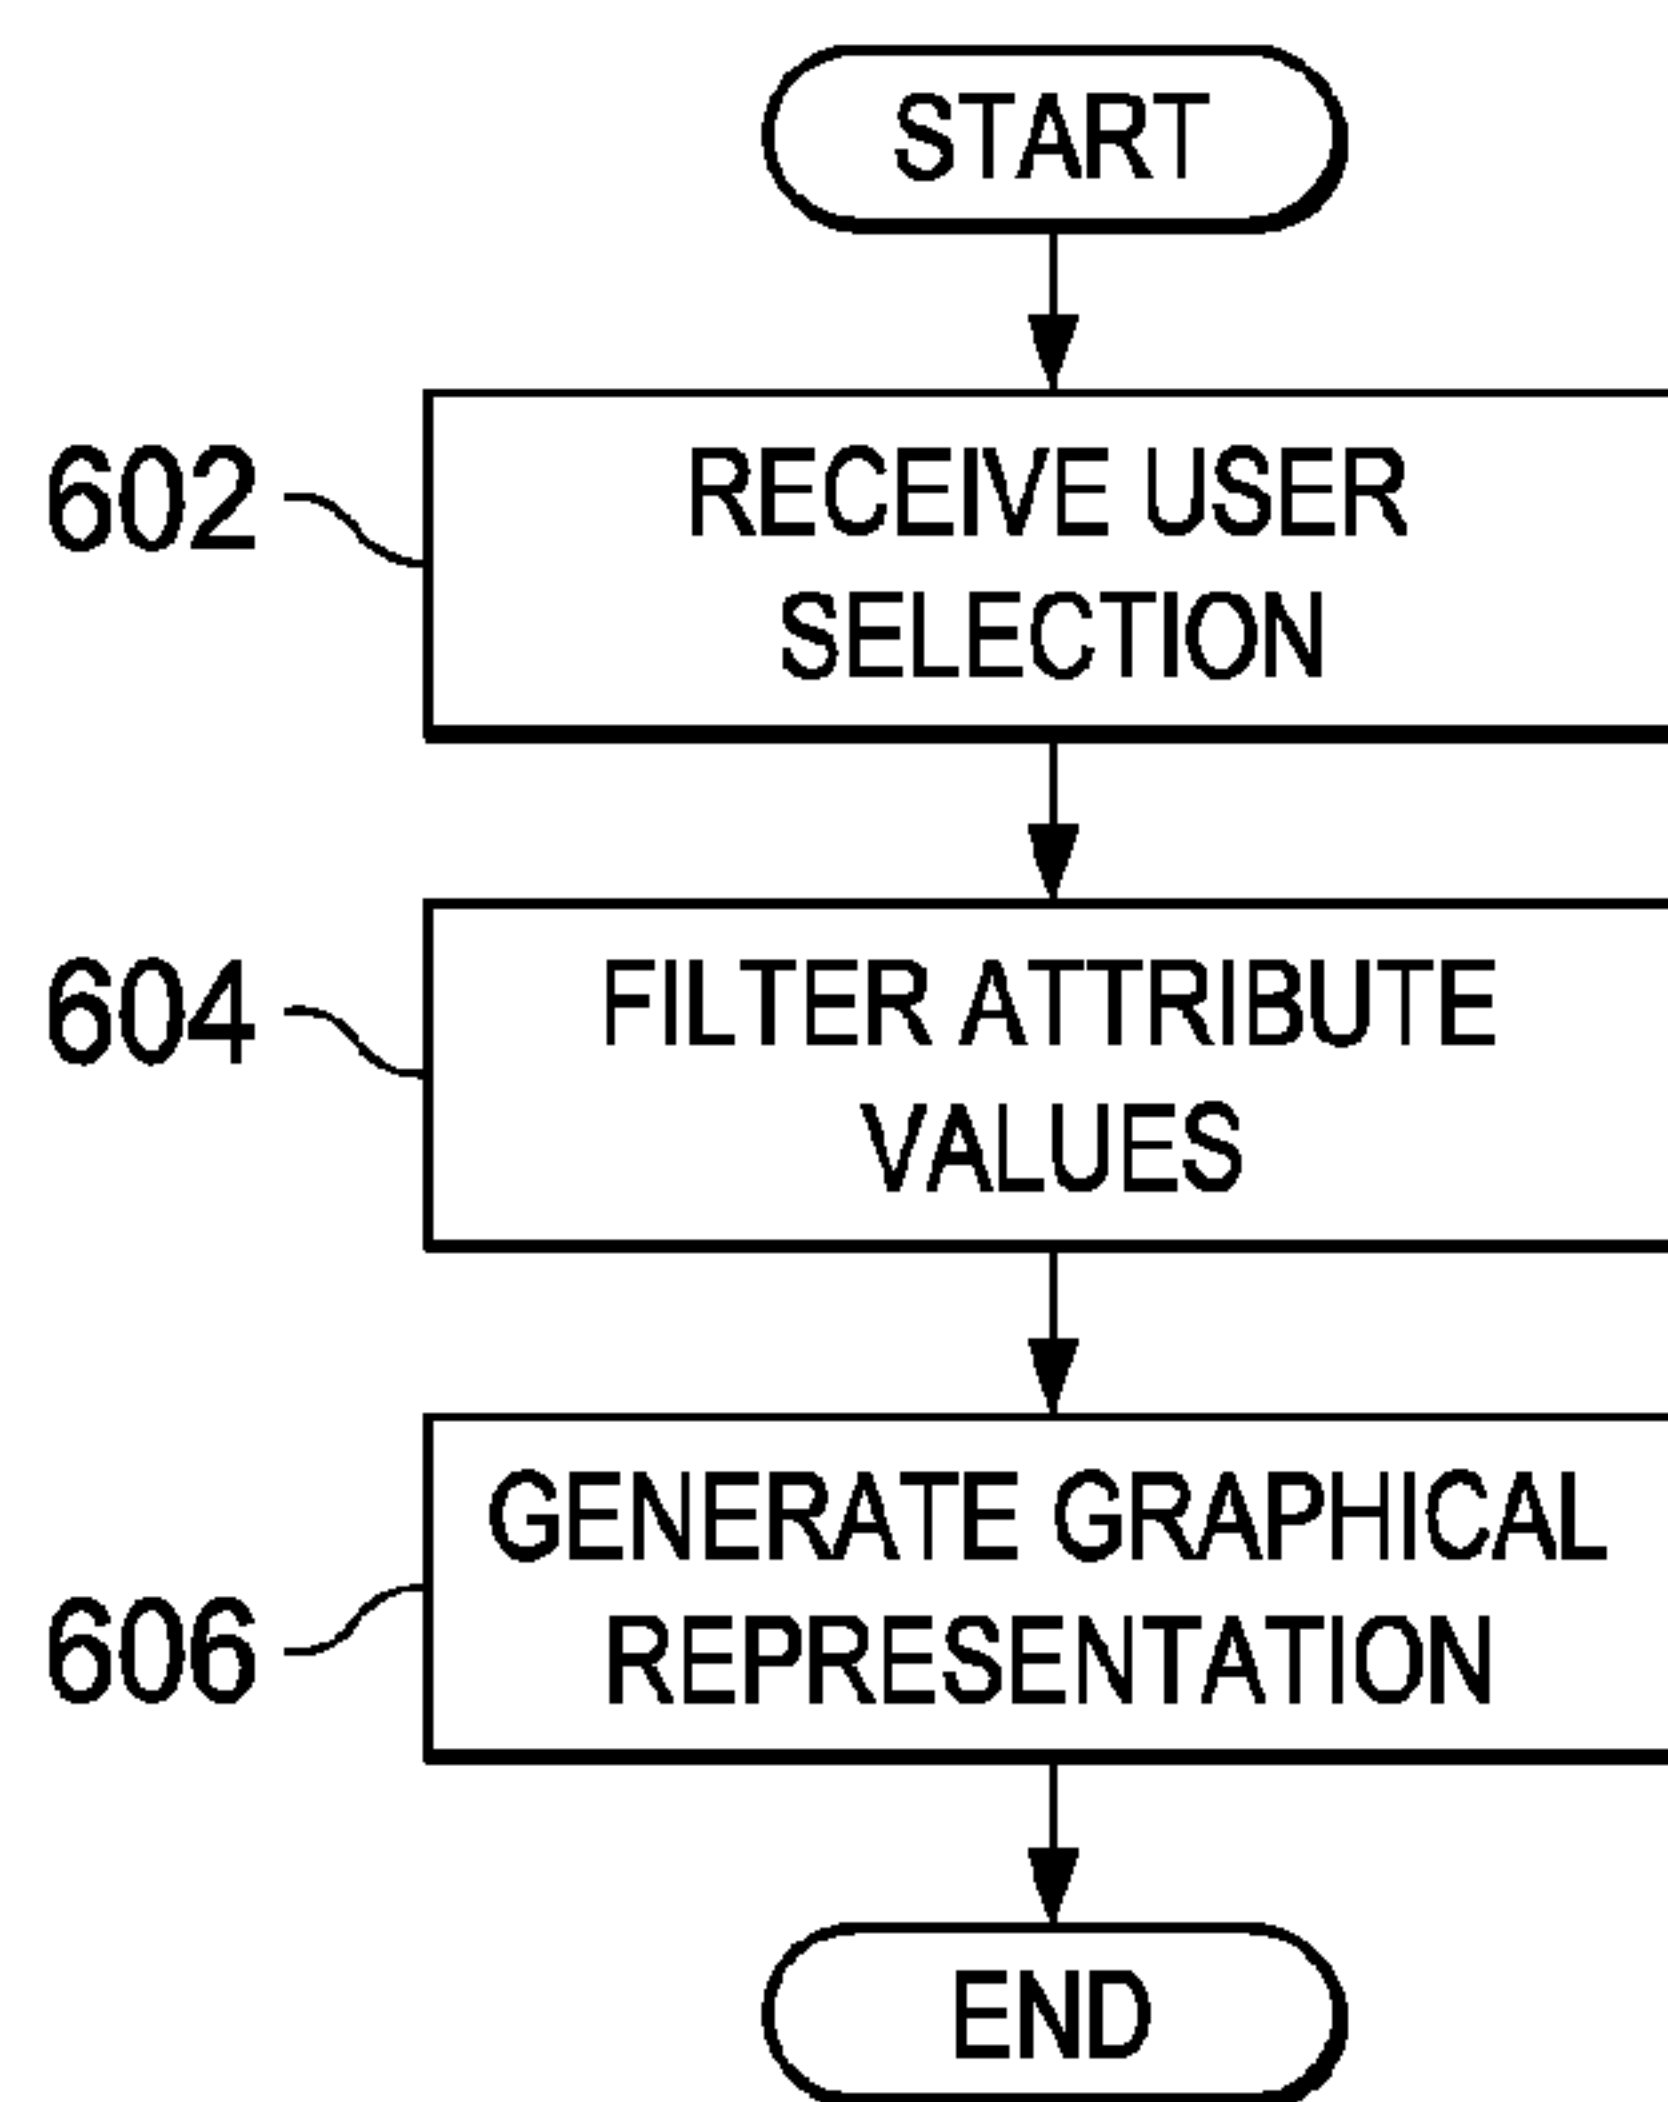 START
602
RECEIVE USER
SELECTION
604
FILTER ATTRIBUTE
VALUES
606
GENERATE GRAPHICAL
REPRESENTATION
END